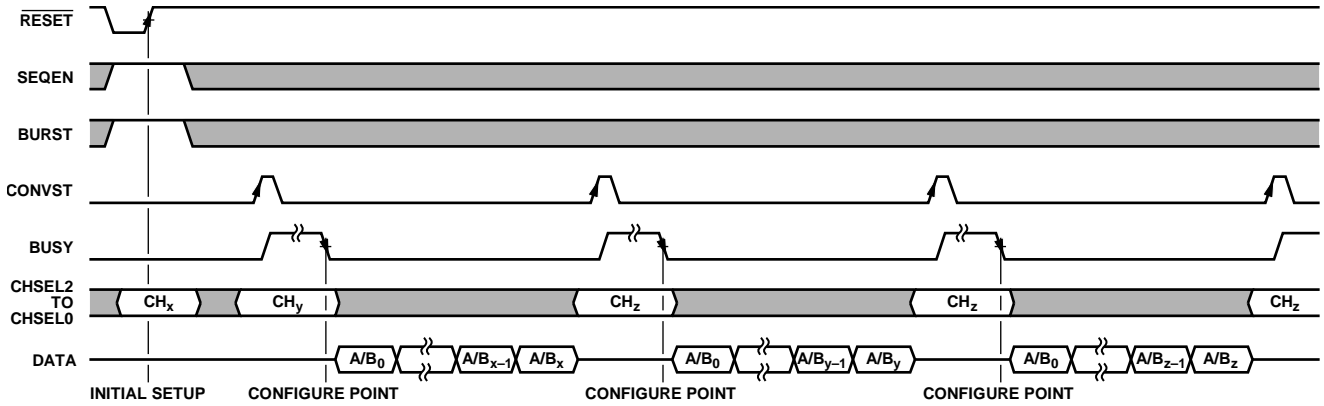 RESET
SEQEN
BURST
CONVST
BUSY
CHSEL2
TO
CHSEL0
CHx CHy CHz CHz CHz
DATA
A/B0 A/Bx–1 A/Bx A/B0 A/By–1 A/By A/B0 A/Bz–1 A/Bz
INITIAL SETUP CONFIGURE POINT CONFIGURE POINT CONFIGURE POINT